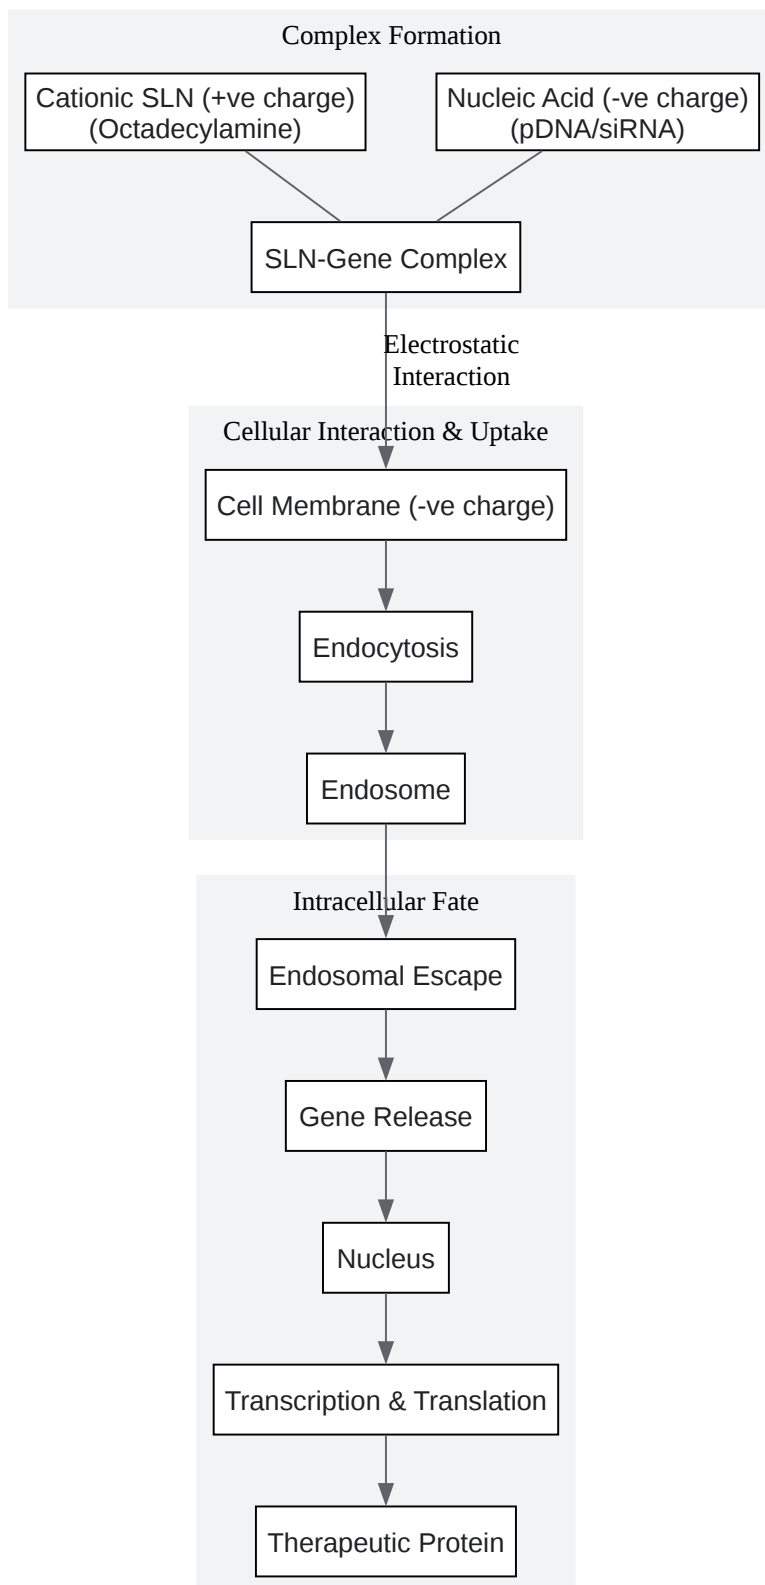 Complex Formation
Cationic SLN (+ve charge)
(Octadecylamine)
Nucleic Acid (-ve charge)
(pDNA/siRNA)
SLN-Gene Complex
Electrostatic
Interaction
Cellular Interaction & Uptake
Cell Membrane (-ve charge)
Endocytosis
Endosome
Intracellular Fate
Endosomal Escape
Gene Release
Nucleus
Transcription & Translation
Therapeutic Protein